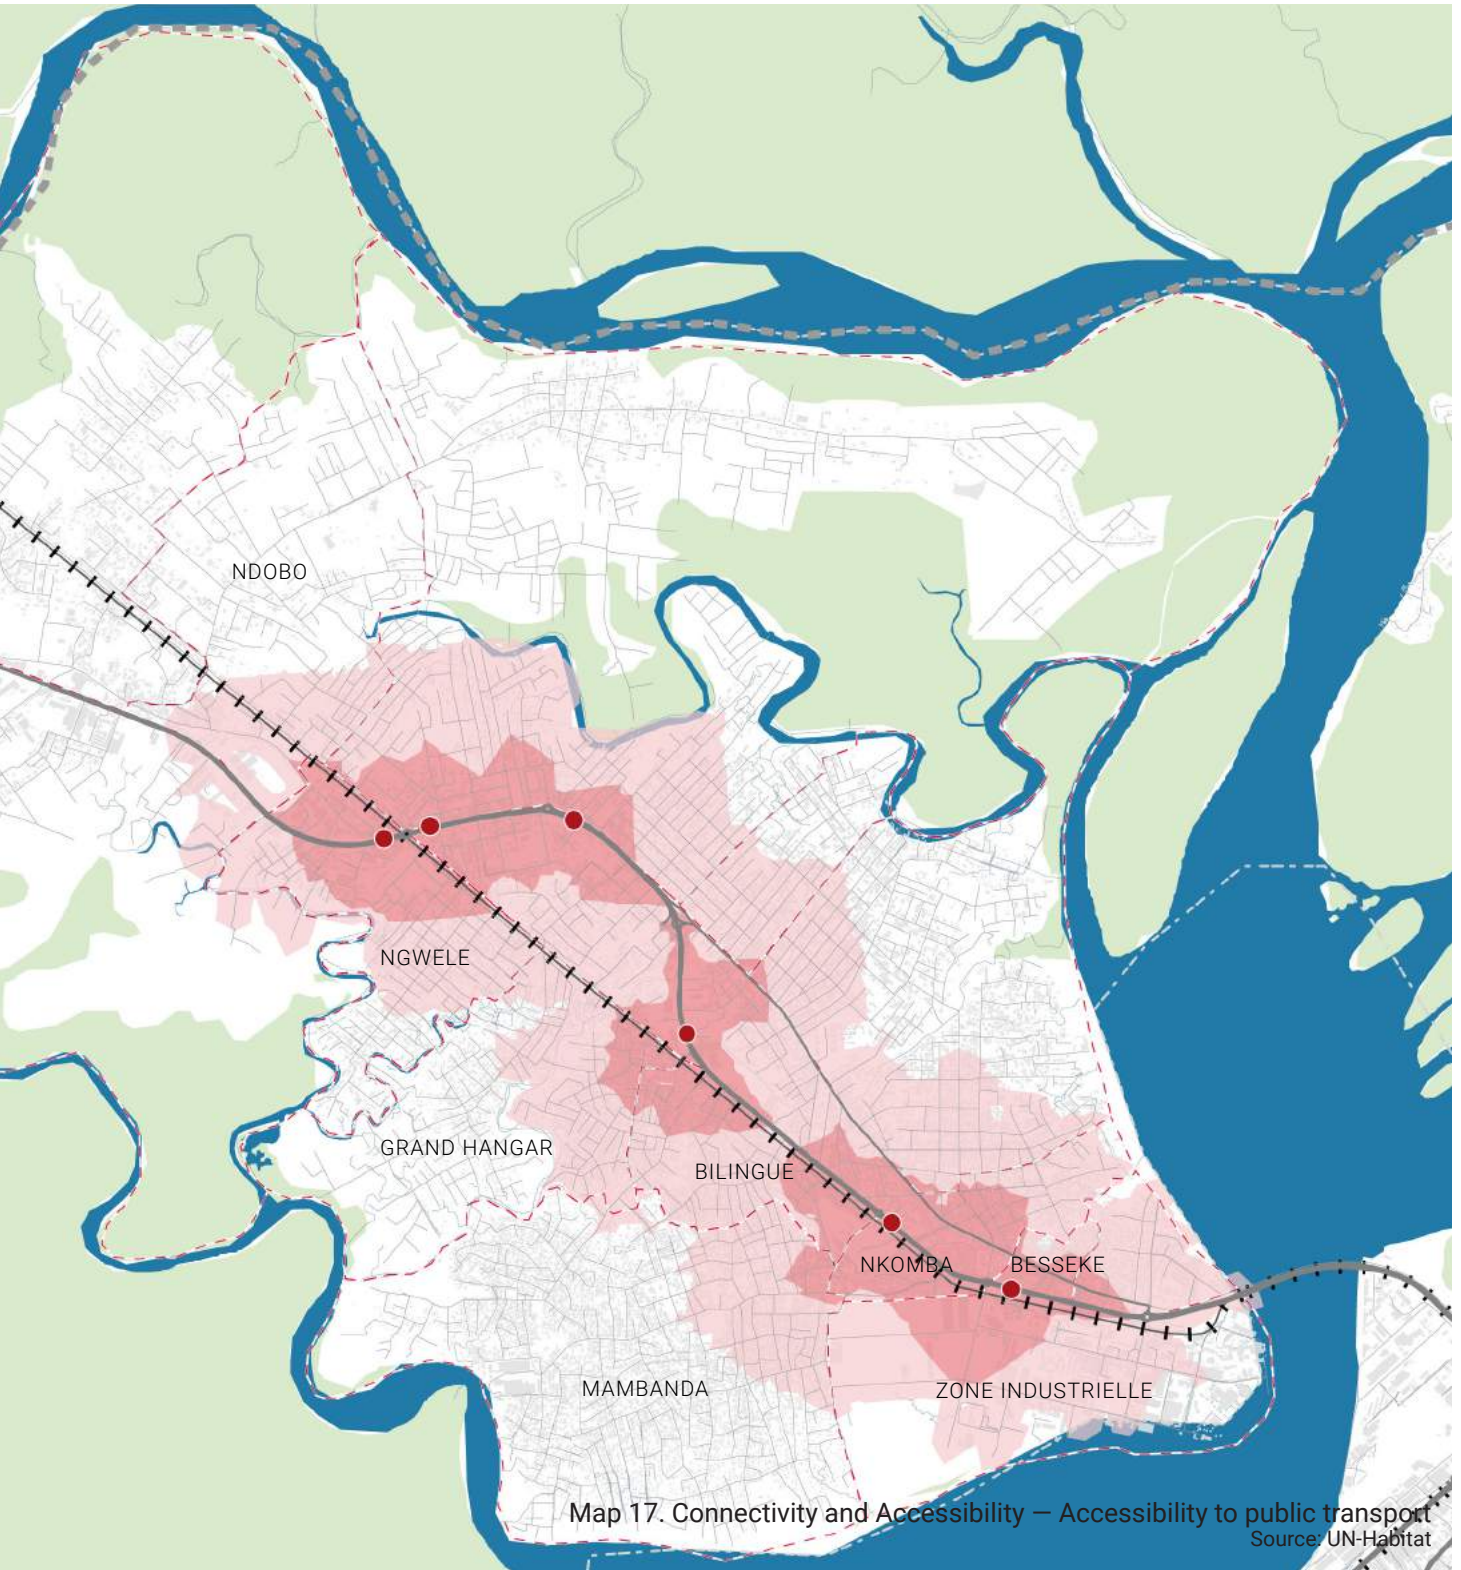 NDOBO
NGWELE
GRAND HANGAR
BILINGUE
NKOMBA
BESSEKE
MAMBANDA
ZONE INDUSTRIELLE
Map 17. Connectivity and Accessibility — Accessibility to public transport
Source: UN-Habitat